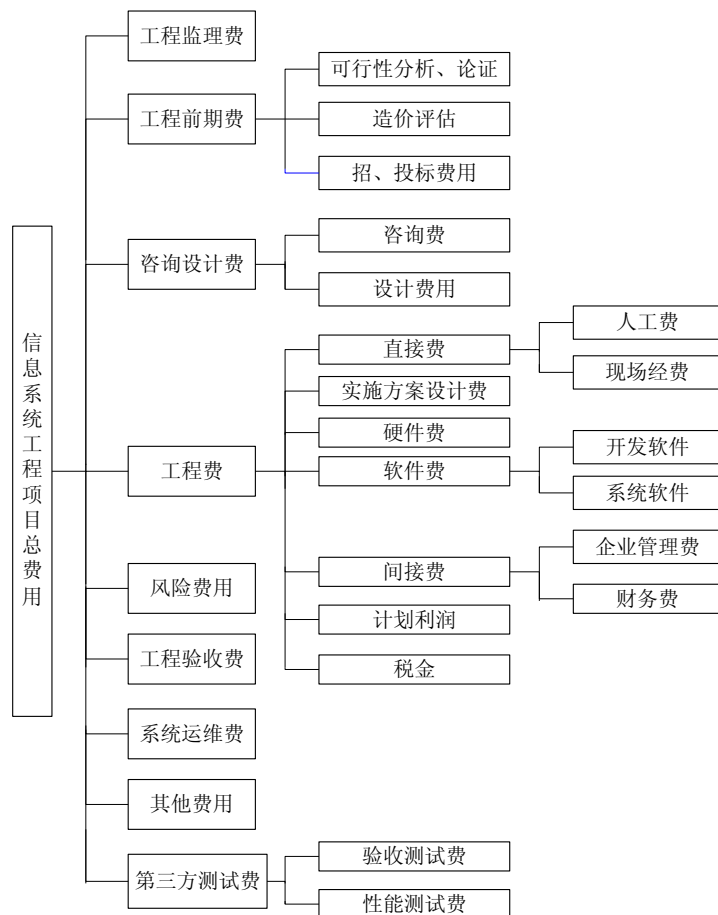 信息系统工程项目总费用
工程监理费
工程前期费
可行性分析、论证
造价评估
招、投标费用
咨询设计费
咨询费
设计费用
工程费
直接费
人工费
现场经费
实施方案设计费
硬件费
软件费
开发软件
系统软件
间接费
企业管理费
财务费
计划利润
税金
风险费用
工程验收费
系统运维费
其他费用
第三方测试费
验收测试费
性能测试费